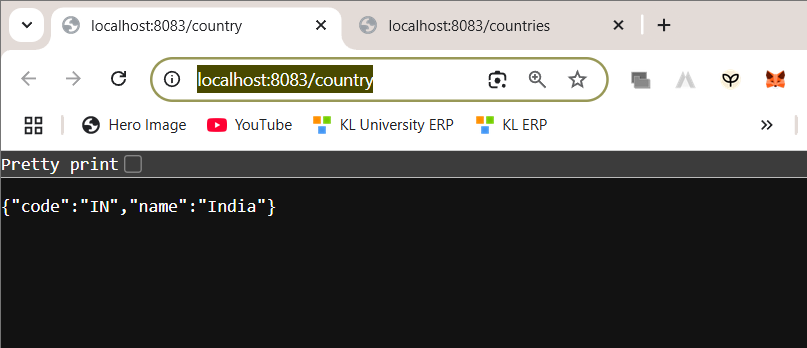 localhost:8083/country
localhost:8083/countries
localhost:8083/country
Hero Image
YouTube
KL University ERP
KL ERP
Pretty print
{"code":"IN","name":"India"}